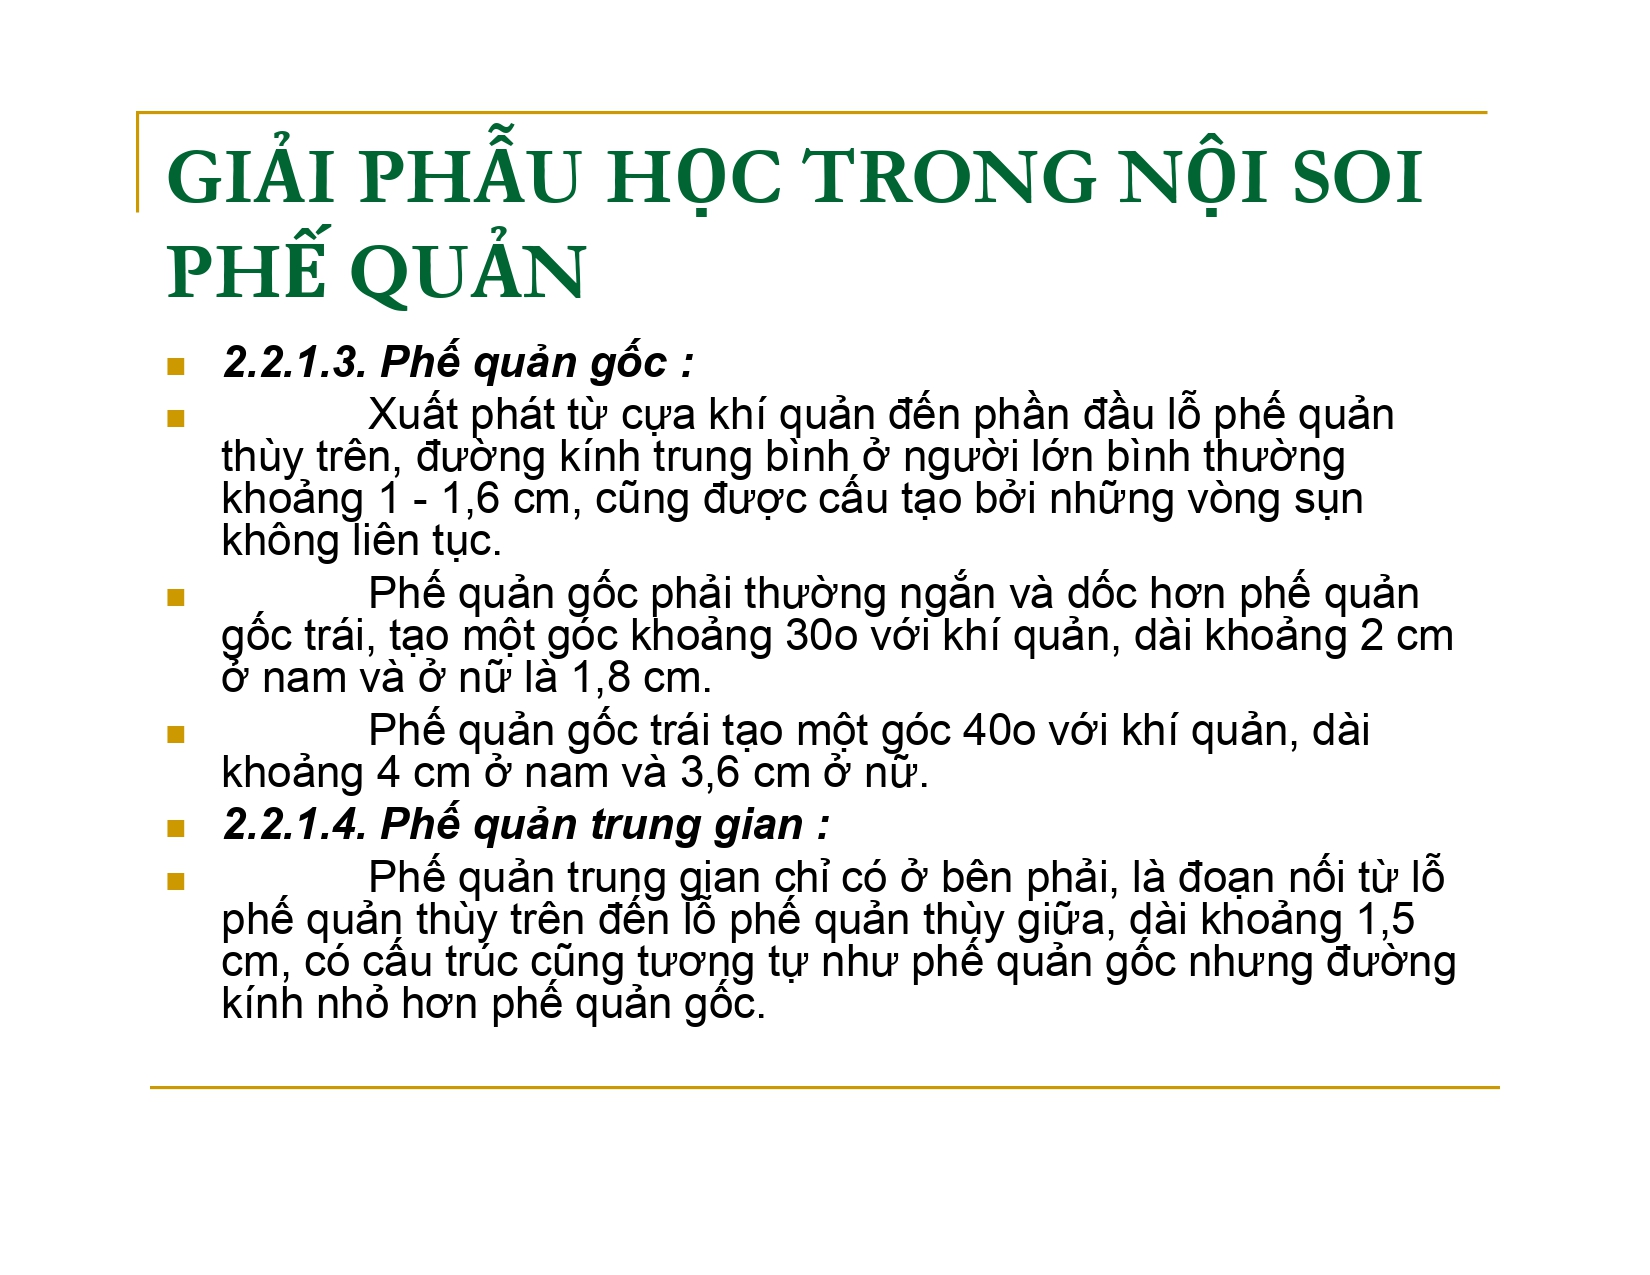 GIẢI PHẪU HỌC TRONG NỘI SOI
PHẾ QUẢN
2.2.1.3. Phế quản gốc :
Xuất phát từ cựa khí quản đến phần đầu lỗ phế quản
thùy trên, đường kính trung bình ở người lớn bình thường
khoảng 1 - 1,6 cm, cũng được cấu tạo bởi những vòng sụn
không liên tục.
Phế quản gốc phải thường ngắn và dốc hơn phế quản
gốc trái, tạo một góc khoảng 30o với khí quản, dài khoảng 2 cm
ở nam và ở nữ là 1,8 cm.
Phế quản gốc trái tạo một góc 40o với khí quản, dài
khoảng 4 cm ở nam và 3,6 cm ở nữ.
2.2.1.4. Phế quản trung gian :
Phế quản trung gian chỉ có ở bên phải, là đoạn nối từ lỗ
phế quản thùy trên đến lỗ phế quản thùy giữa, dài khoảng 1,5
cm, có cấu trúc cũng tương tự như phế quản gốc nhưng đường
kính nhỏ hơn phế quản gốc.